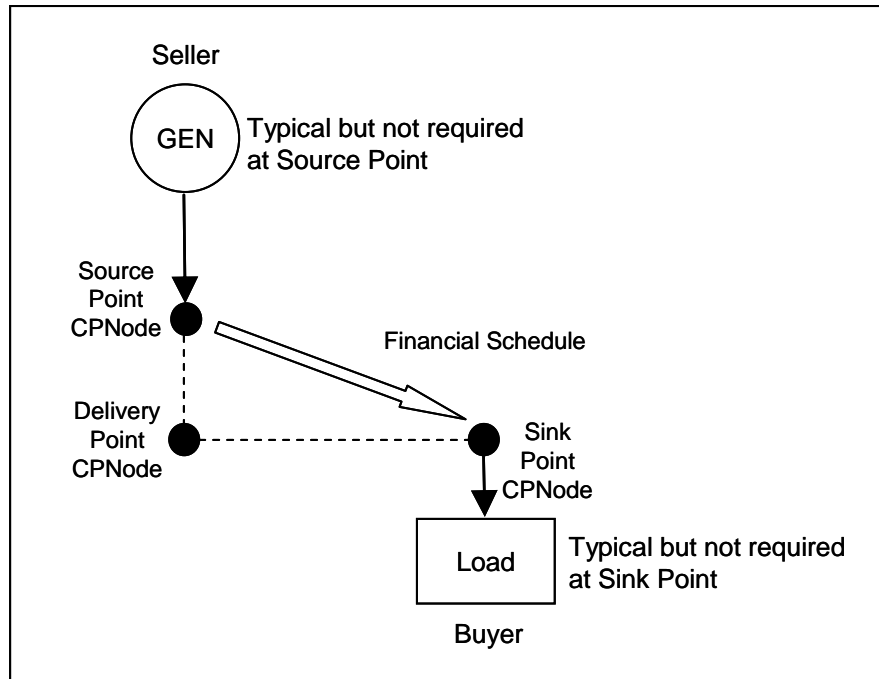 Seller
GEN
Typical but not required
at Source Point
Source
Point
CPNode
Financial Schedule
Delivery
Point
CPNode
Sink
Point
CPNode
Load
Typical but not required
at Sink Point
Buyer